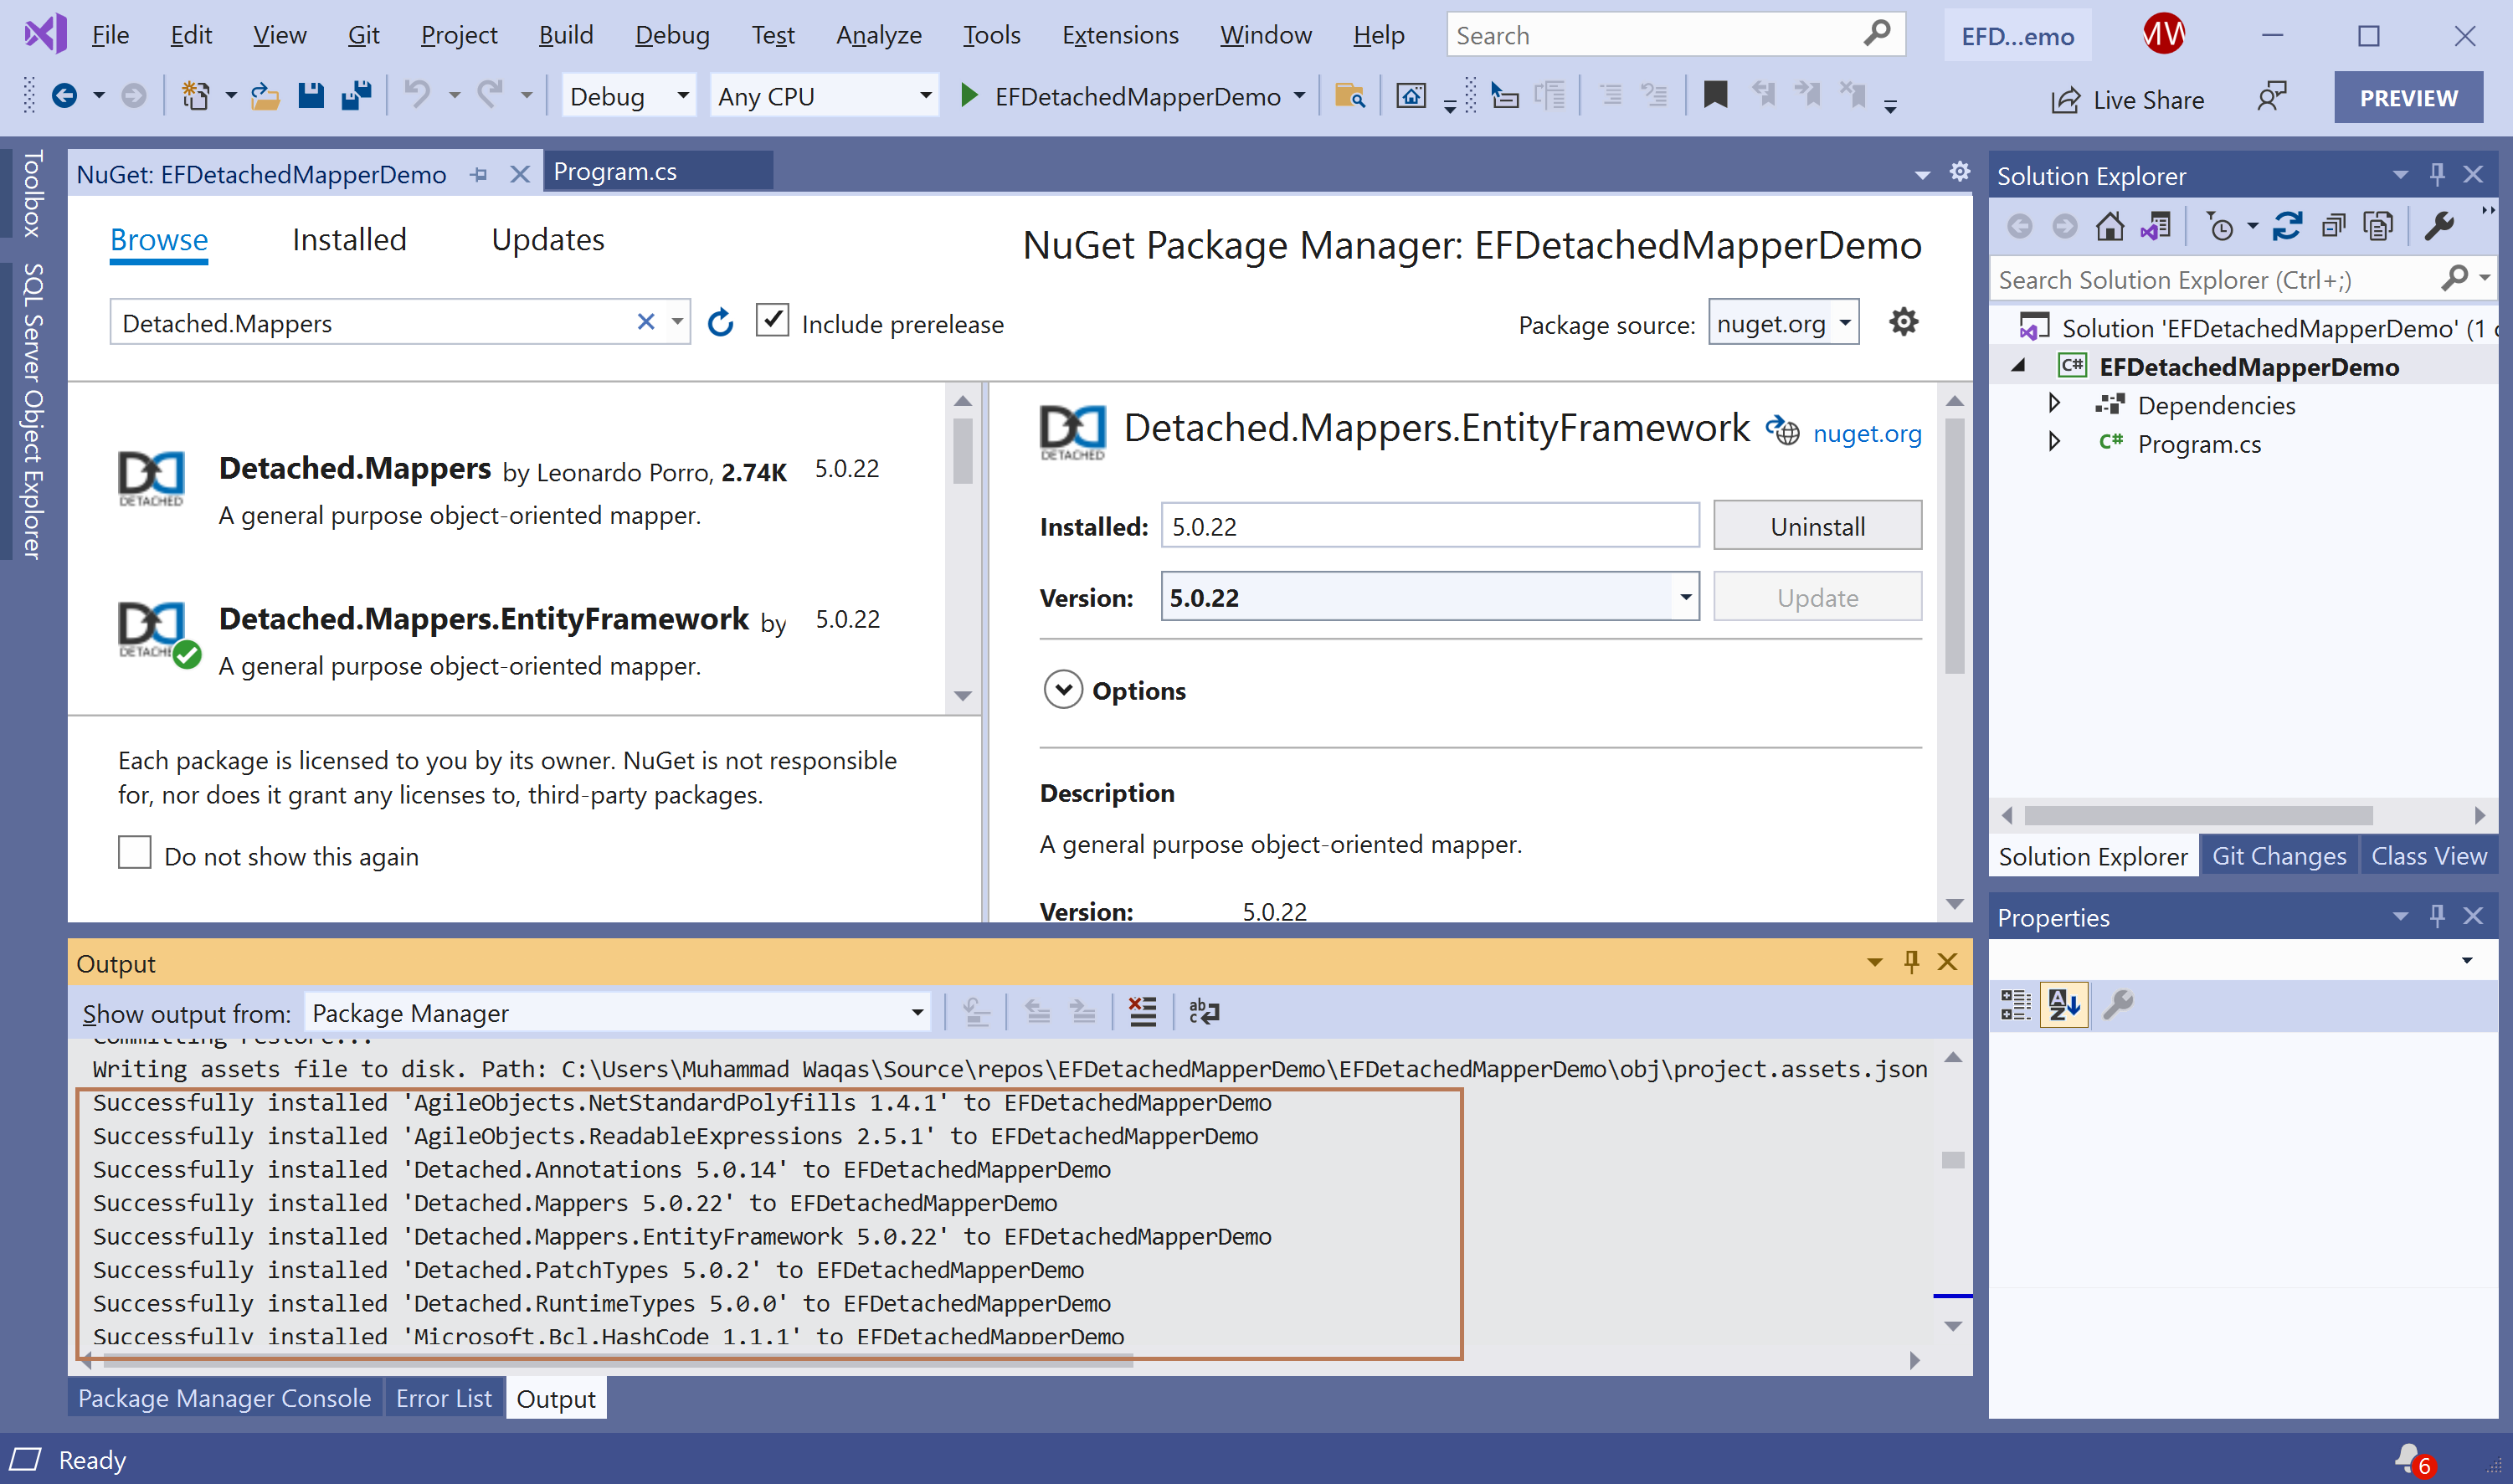 File Edit View Git Project Build Debug Test Analyze Tools Extensions Window Help Search EFD...emo MW
Debug Any CPU EFDetachedMapperDemo Live Share PREVIEW
Toolbox
SQL Server Object Explorer
NuGet: EFDetachedMapperDemo Program.cs
Browse Installed Updates NuGet Package Manager: EFDetachedMapperDemo
Detached.Mappers Include prerelease Package source: nuget.org
DETACHED
Detached.Mappers by Leonardo Porro, 2.74K 5.0.22
A general purpose object-oriented mapper.
Detached.Mappers.EntityFramework by 5.0.22
A general purpose object-oriented mapper.
Each package is licensed to you by its owner. NuGet is not responsible
for, nor does it grant any licenses to, third-party packages.
Do not show this again
DETACHED
Detached.Mappers.EntityFramework nuget.org
Installed: 5.0.22 Uninstall
Version: 5.0.22 Update
Options
Description
A general purpose object-oriented mapper.
Version: 5.0.22
Output
Show output from: Package Manager
Committing restore...
Writing assets file to disk. Path: C:\Users\Muhammad Waqas\Source\repos\EFDetachedMapperDemo\EFDetachedMapperDemo\obj\project.assets.json
Successfully installed 'AgileObjects.NetStandardPolyfills 1.4.1' to EFDetachedMapperDemo
Successfully installed 'AgileObjects.ReadableExpressions 2.5.1' to EFDetachedMapperDemo
Successfully installed 'Detached.Annotations 5.0.14' to EFDetachedMapperDemo
Successfully installed 'Detached.Mappers 5.0.22' to EFDetachedMapperDemo
Successfully installed 'Detached.Mappers.EntityFramework 5.0.22' to EFDetachedMapperDemo
Successfully installed 'Detached.PatchTypes 5.0.2' to EFDetachedMapperDemo
Successfully installed 'Detached.RuntimeTypes 5.0.0' to EFDetachedMapperDemo
Successfully installed 'Microsoft.Bcl.HashCode 1.1.1' to EFDetachedMapperDemo
Package Manager Console Error List Output
Solution Explorer
Search Solution Explorer (Ctrl+;)
Solution 'EFDetachedMapperDemo' (1
C# EFDetachedMapperDemo
Dependencies
C# Program.cs
Solution Explorer Git Changes Class View
Properties
Ready 6